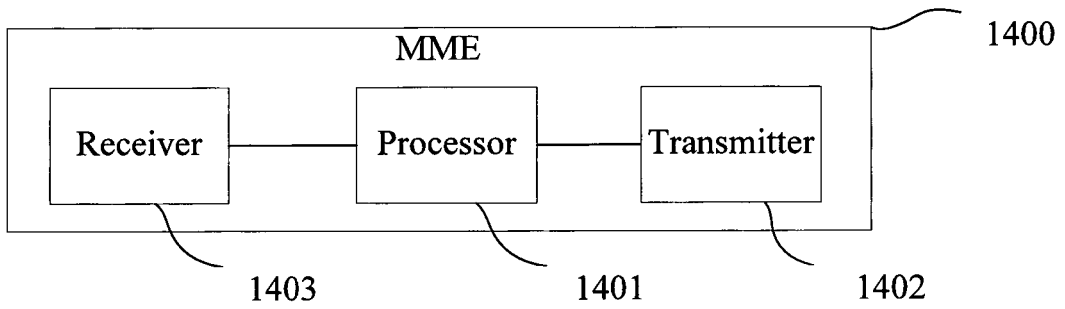 1400
MME
Receiver
Processor
Transmitter
1403
1401
1402